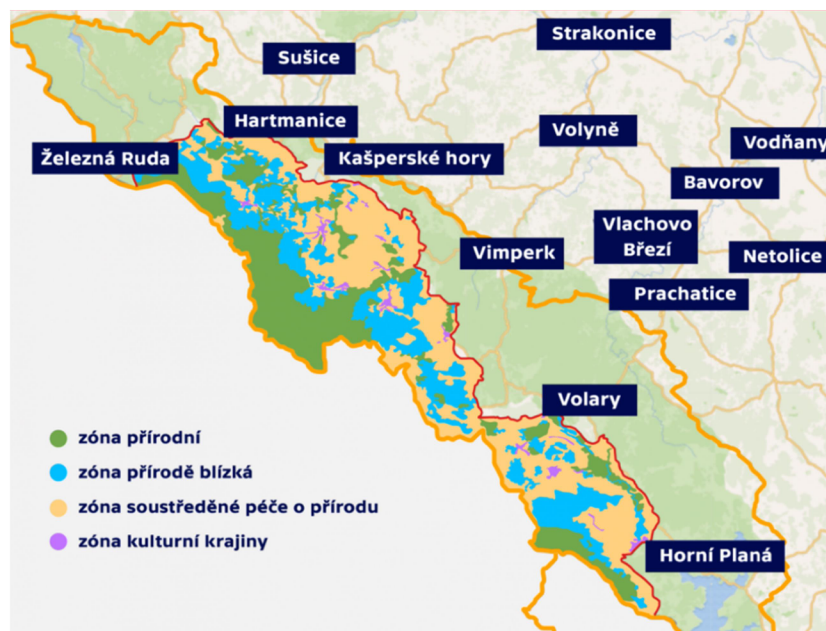 Strakonice
Sušice
Hartmanice
Volyně
Vodňany
Železná Ruda
Kašperské hory
Bavorov
Vlachovo
Březí
Vimperk
Netolice
Prachatice
Volary
zóna přírodní
zóna přírodě blízká
zóna soustředěné péče o přírodu
zóna kulturní krajiny
Horní Planá